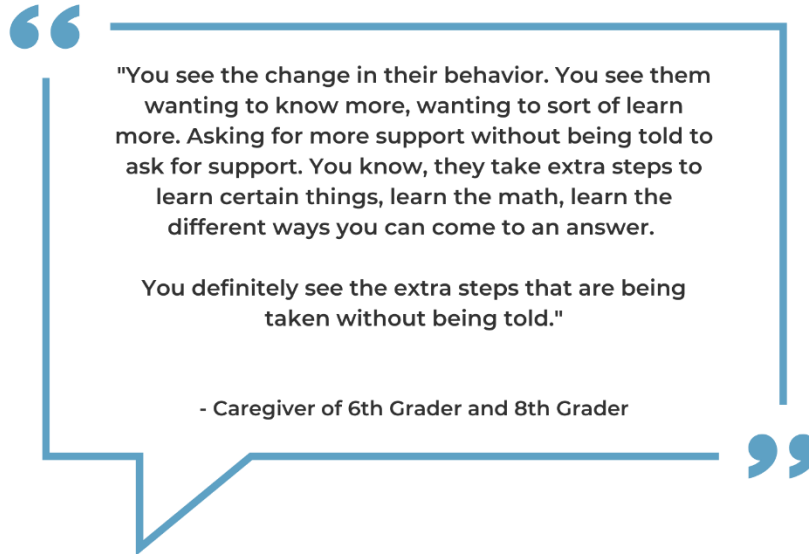 "You see the change in their behavior. You see them
wanting to know more, wanting to sort of learn
more. Asking for more support without being told to
ask for support. You know, they take extra steps to
learn certain things, learn the math, learn the
different ways you can come to an answer.
You definitely see the extra steps that are being
taken without being told."
- Caregiver of 6th Grader and 8th Grader